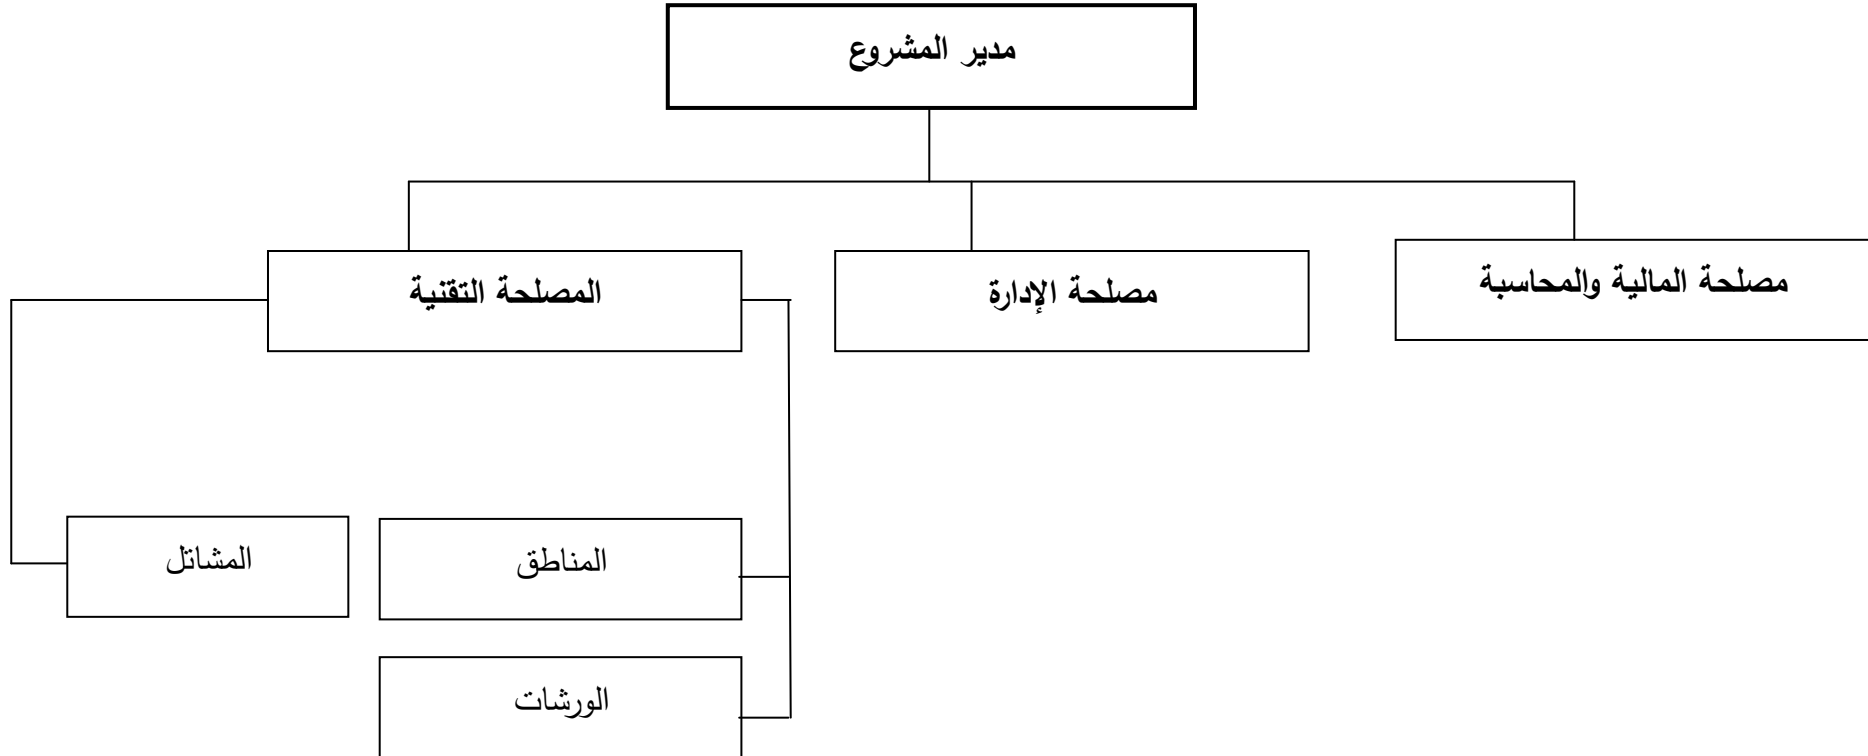 مدير المشروع
مصلحة المالية والمحاسبة
مصلحة الإدارة
المصلحة التقنية
المناطق
المشاتل
الورشات